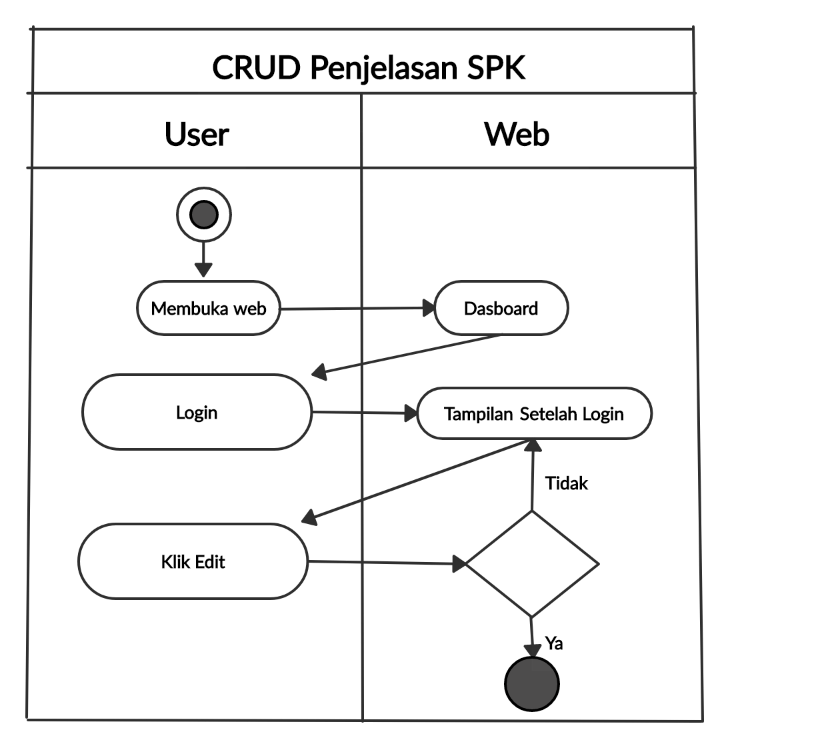 CRUD Penjelasan SPK
User
Web
Membuka web
Dasboard
Login
Tampilan Setelah Login
Tidak
Klik Edit
Ya